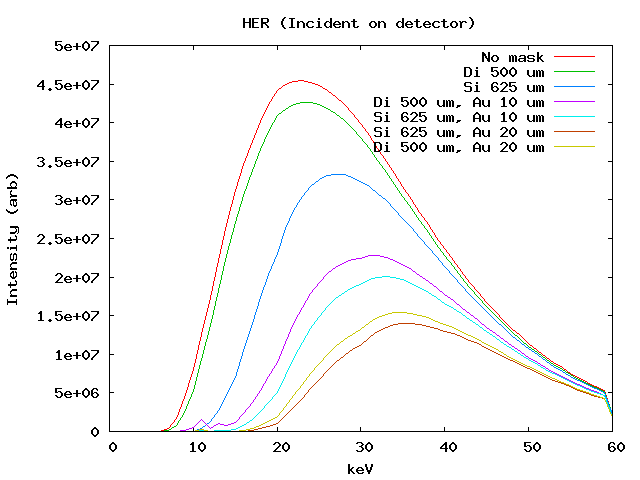 HER (Incident on detector)
No mask
Di 500 um
Si 625 um
Di 500 um, Au 10 um
Si 625 um, Au 10 um
Si 625 um, Au 20 um
Di 500 um, Au 20 um
5e+07
4.5e+07
4e+07
3.5e+07
3e+07
2.5e+07
2e+07
1.5e+07
1e+07
5e+06
0
Intensity (arb)
0 10 20 30 40 50 60
keV